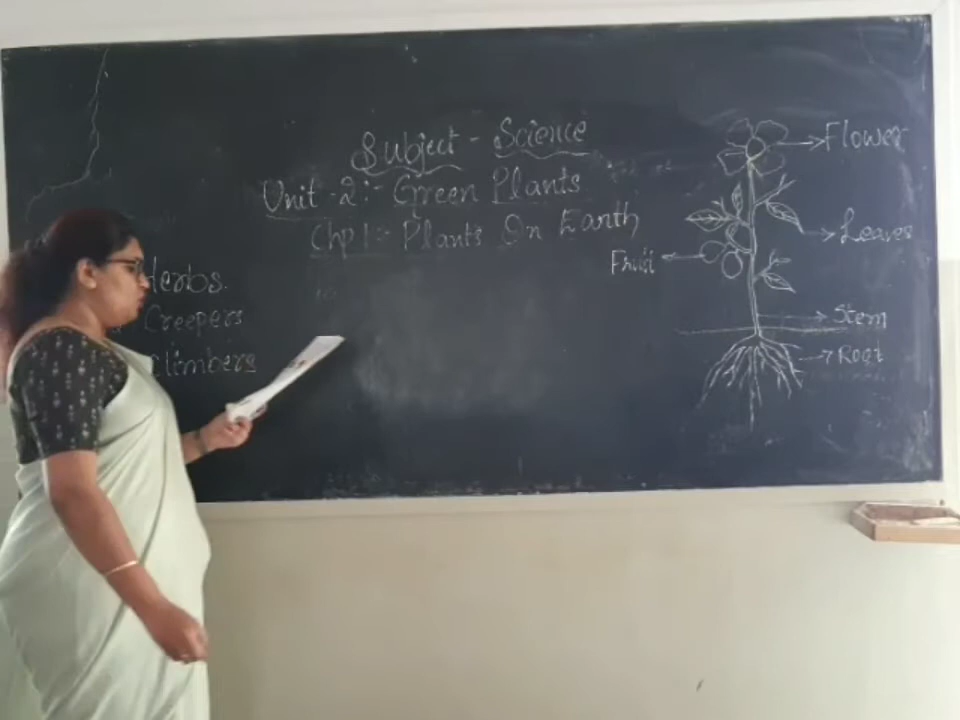 Subject - Science
Unit -2:- Green Plants
Chp 1:- Plants On Earth
Herbs.
Creepers
Climbers
Flower
Leaves
Fruit
Stem
Root